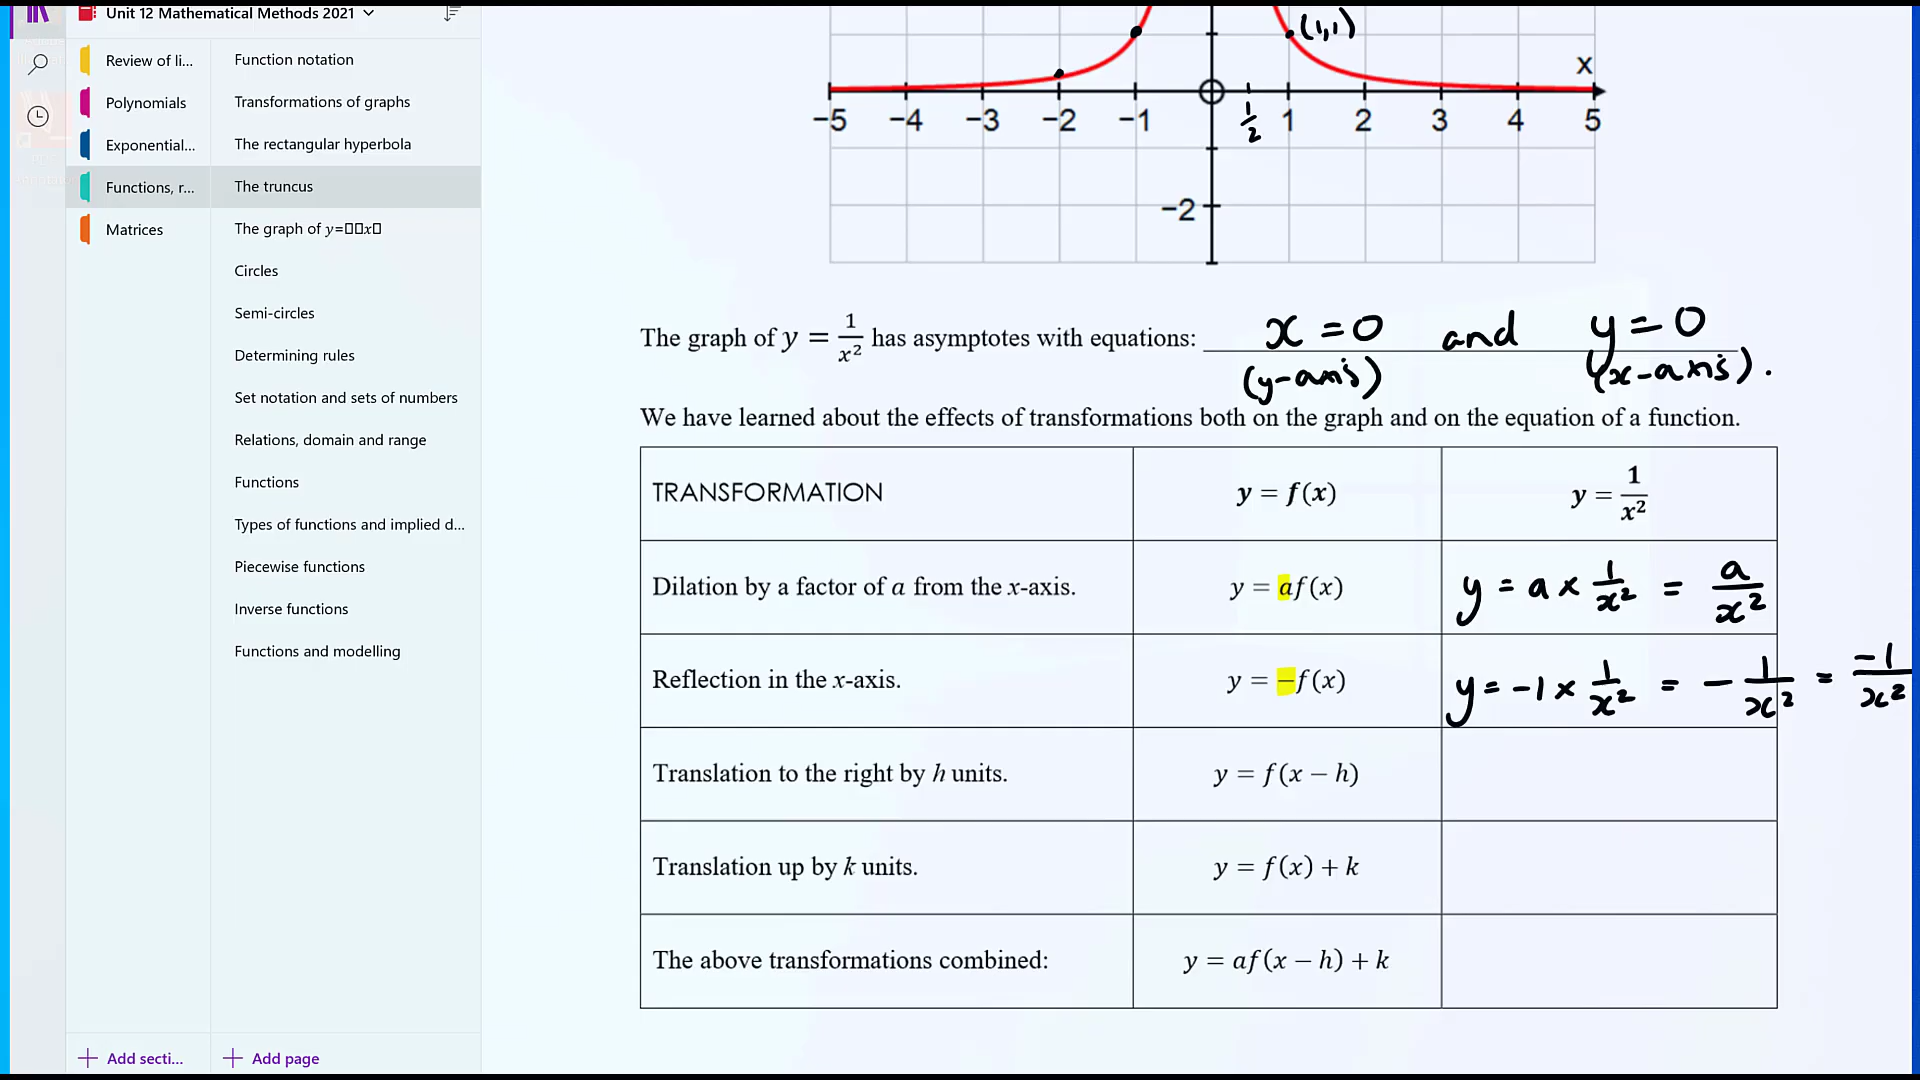 Unit 12 Mathematical Methods 2021
Review of li...
Polynomials
Exponential...
Functions, r...
Matrices
Function notation
Transformations of graphs
The rectangular hyperbola
The truncus
The graph of y=□□x□
Circles
Semi-circles
Determining rules
Set notation and sets of numbers
Relations, domain and range
Functions
Types of functions and implied d...
Piecewise functions
Inverse functions
Functions and modelling
+ Add secti...
+ Add page
(1,1)
x
−5 −4 −3 −2 −1 1/2 1 2 3 4 5
−2
The graph of y = 1/x² has asymptotes with equations: x = 0 and y = 0
(y-axis) (x-axis).
We have learned about the effects of transformations both on the graph and on the equation of a function.
TRANSFORMATION y = f(x) y = 1/x²
Dilation by a factor of a from the x-axis. y = af(x) y = a × 1/x² = a/x²
Reflection in the x-axis. y = −f(x) y = -1 × 1/x² = - 1/x² = -1/x²
Translation to the right by h units. y = f(x − h)
Translation up by k units. y = f(x) + k
The above transformations combined: y = af(x − h) + k